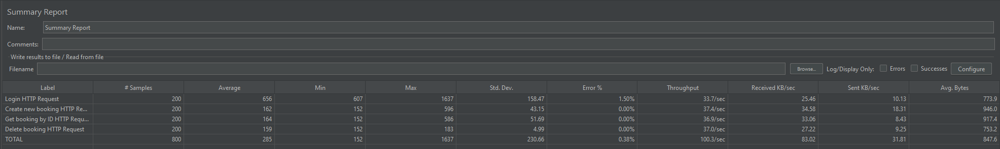 Summary Report
Name: Summary Report
Comments:
Write results to file / Read from file
Filename Browse... Log/Display Only: Errors Successes Configure
Label # Samples Average Min Max Std. Dev. Error % Throughput Received KB/sec Sent KB/sec Avg. Bytes
Login HTTP Request 200 656 607 1637 158.47 1.50% 33.7/sec 25.46 10.13 773.9
Create new booking HTTP Re... 200 162 152 596 43.15 0.00% 37.4/sec 34.58 18.31 946.0
Get booking by ID HTTP Requ... 200 164 152 586 51.69 0.00% 36.9/sec 33.06 8.43 917.4
Delete booking HTTP Request 200 159 152 183 4.99 0.00% 37.0/sec 27.22 9.25 753.2
TOTAL 800 285 152 1637 230.66 0.38% 100.3/sec 83.02 31.81 847.6